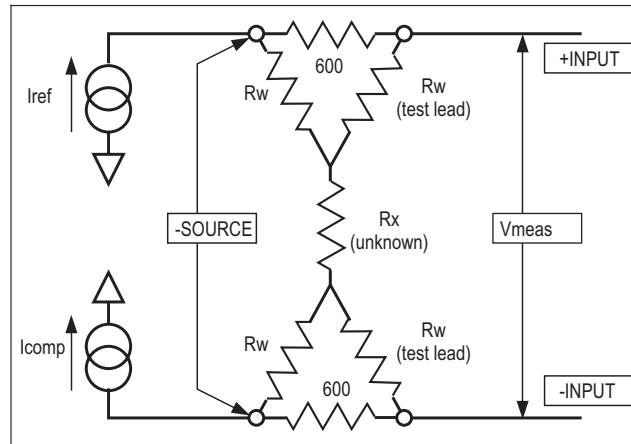 600
+INPUT
Iref
Rw
Rw
(test lead)
-SOURCE
Rx
(unknown)
Vmeas
Icomp
Rw
Rw
(test lead)
600
-INPUT